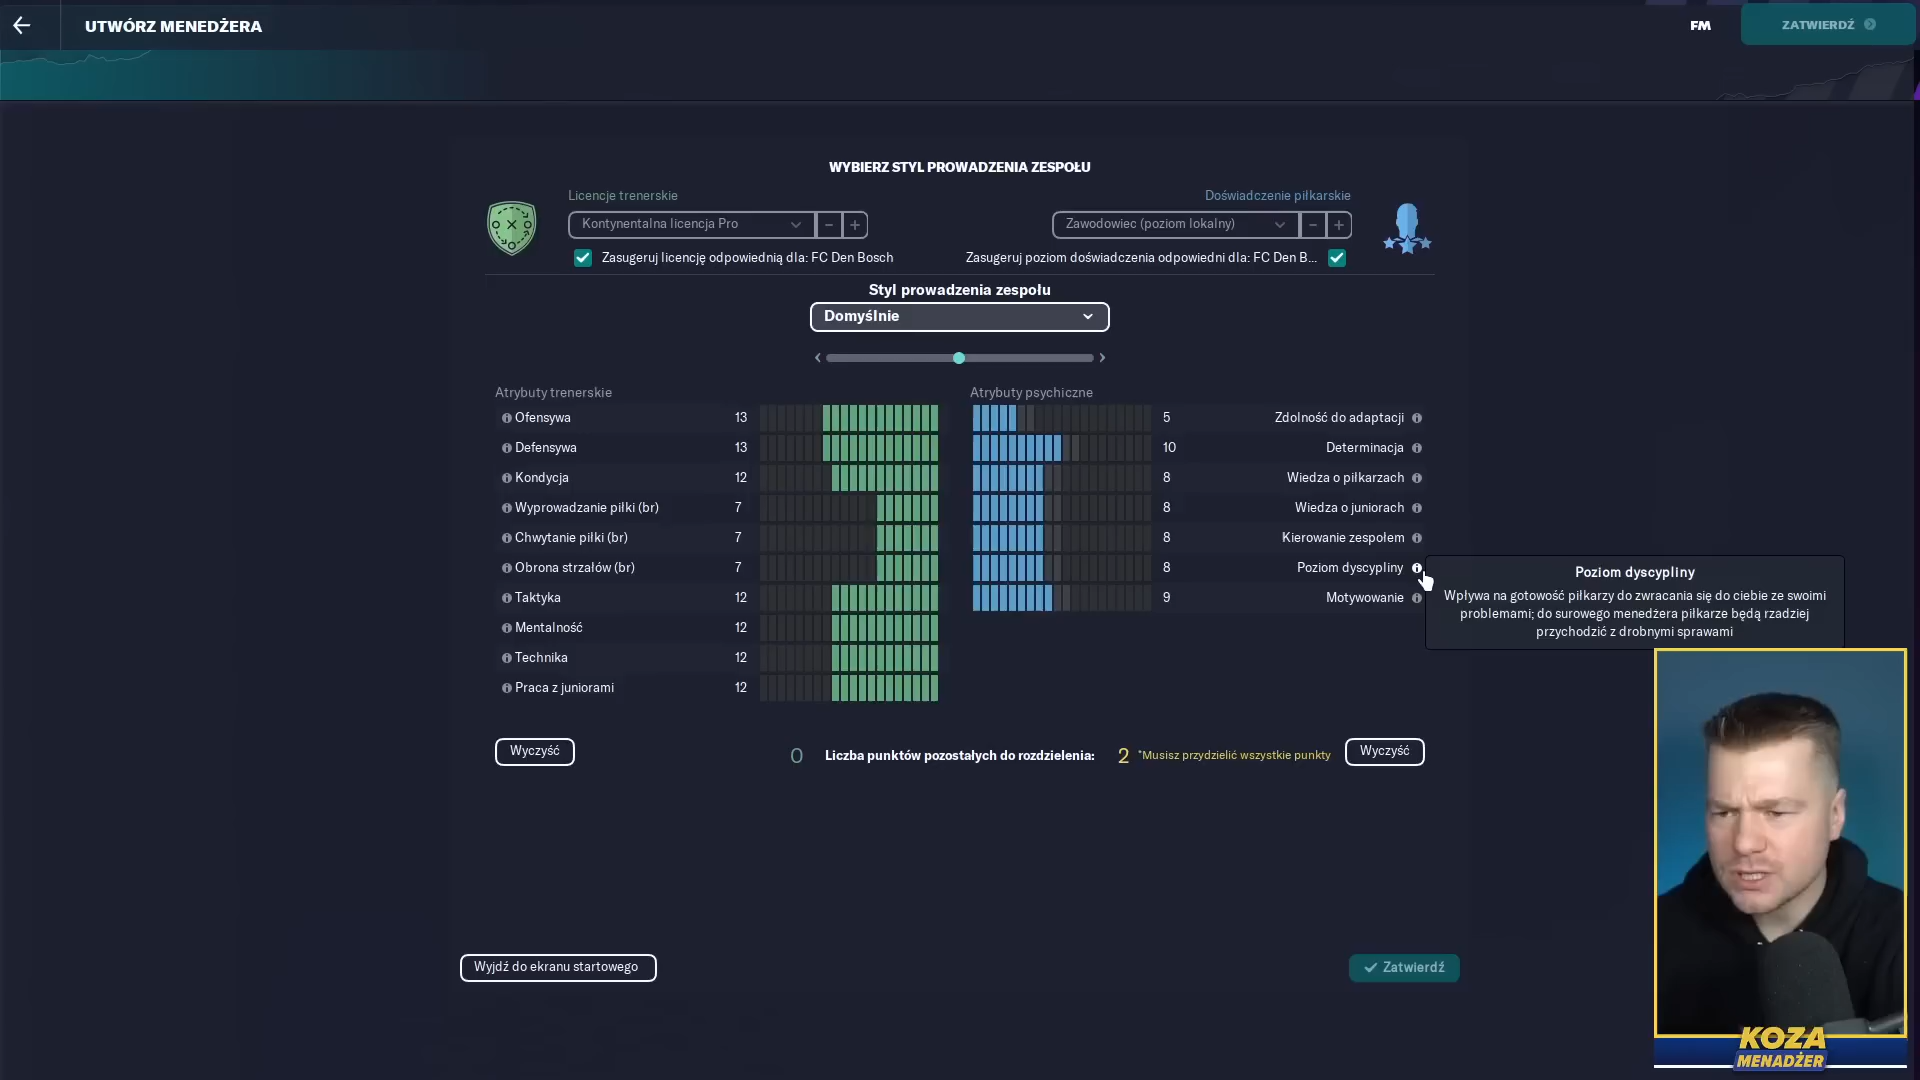 UTWÓRZ MENEDŻERA
FM
ZATWIERDŹ
WYBIERZ STYL PROWADZENIA ZESPOŁU
Licencje trenerskie
Doświadczenie piłkarskie
Kontynentalna licencja Pro
Zawodowiec (poziom lokalny)
Zasugeruj licencję odpowiednią dla: FC Den Bosch
Zasugeruj poziom doświadczenia odpowiedni dla: FC Den B...
Styl prowadzenia zespołu
Domyślnie
Atrybuty trenerskie
Atrybuty psychiczne
Ofensywa 13
5 Zdolność do adaptacji
Defensywa 13
10 Determinacja
Kondycja 12
8 Wiedza o piłkarzach
Wyprowadzanie piłki (br) 7
8 Wiedza o juniorach
Chwytanie piłki (br) 7
8 Kierowanie zespołem
Obrona strzałów (br) 7
8 Poziom dyscypliny
Taktyka 12
9 Motywowanie
Mentalność 12
Technika 12
Praca z juniorami 12
Poziom dyscypliny
Wpływa na gotowość piłkarzy do zwracania się do ciebie ze swoimi
problemami; do surowego menedżera piłkarze będą rzadziej
przychodzić z drobnymi sprawami
Wyczyść
0 Liczba punktów pozostałych do rozdzielenia: 2 *Musisz przydzielić wszystkie punkty
Wyczyść
Wyjdź do ekranu startowego
Zatwierdź
KOZA
MENADŻER